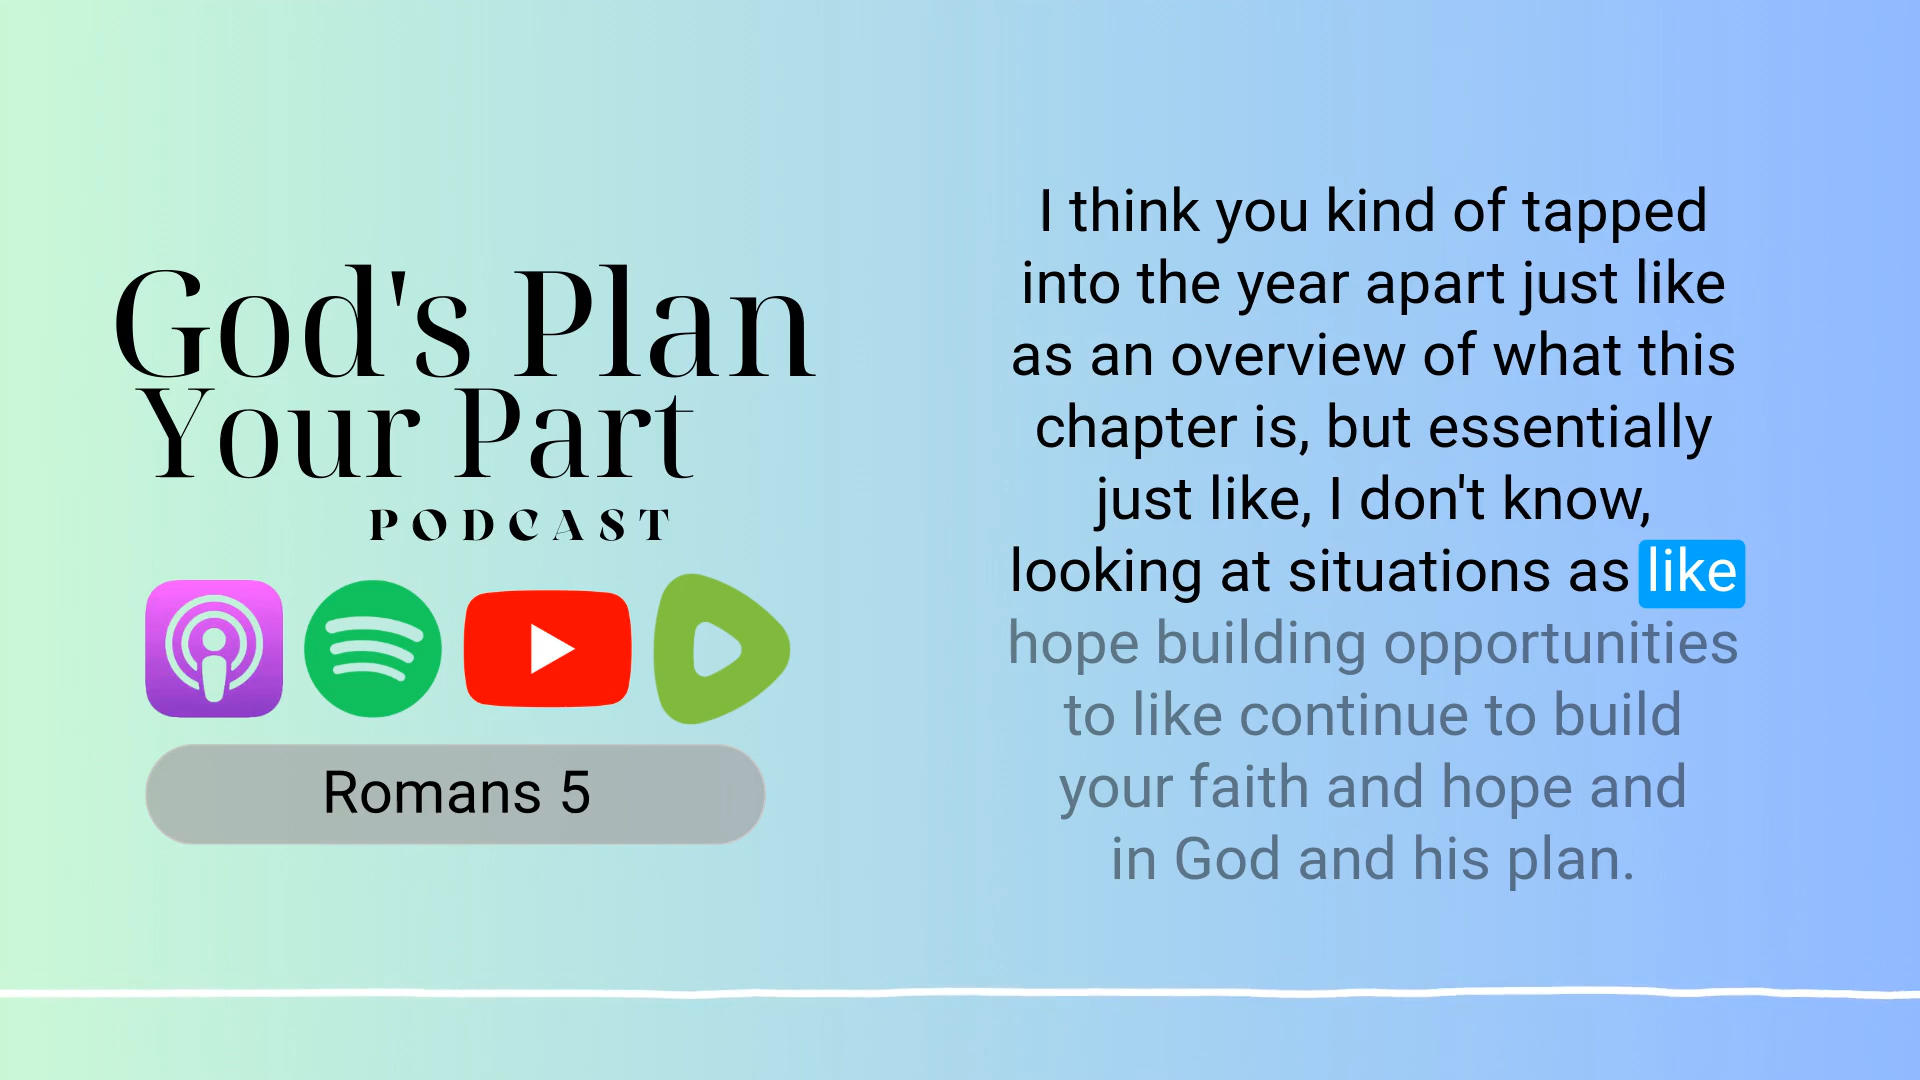 God's Plan
Your Part
PODCAST
Romans 5
I think you kind of tapped
into the year apart just like
as an overview of what this
chapter is, but essentially
just like, I don't know,
looking at situations as like
hope building opportunities
to like continue to build
your faith and hope and
in God and his plan.